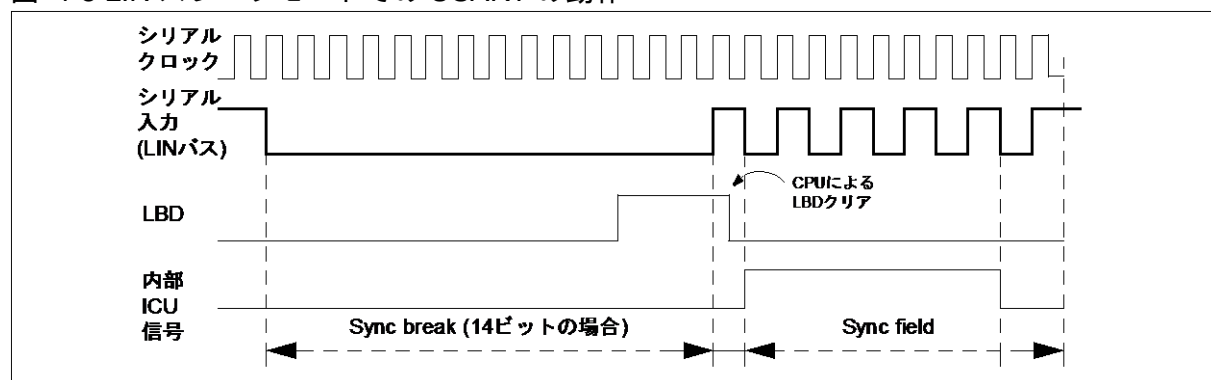 シリアル
クロック
シリアル
入力
(LINバス)
CPUによる
LBDクリア
LBD
内部
ICU
信号
Sync break (14ビットの場合)
Sync field